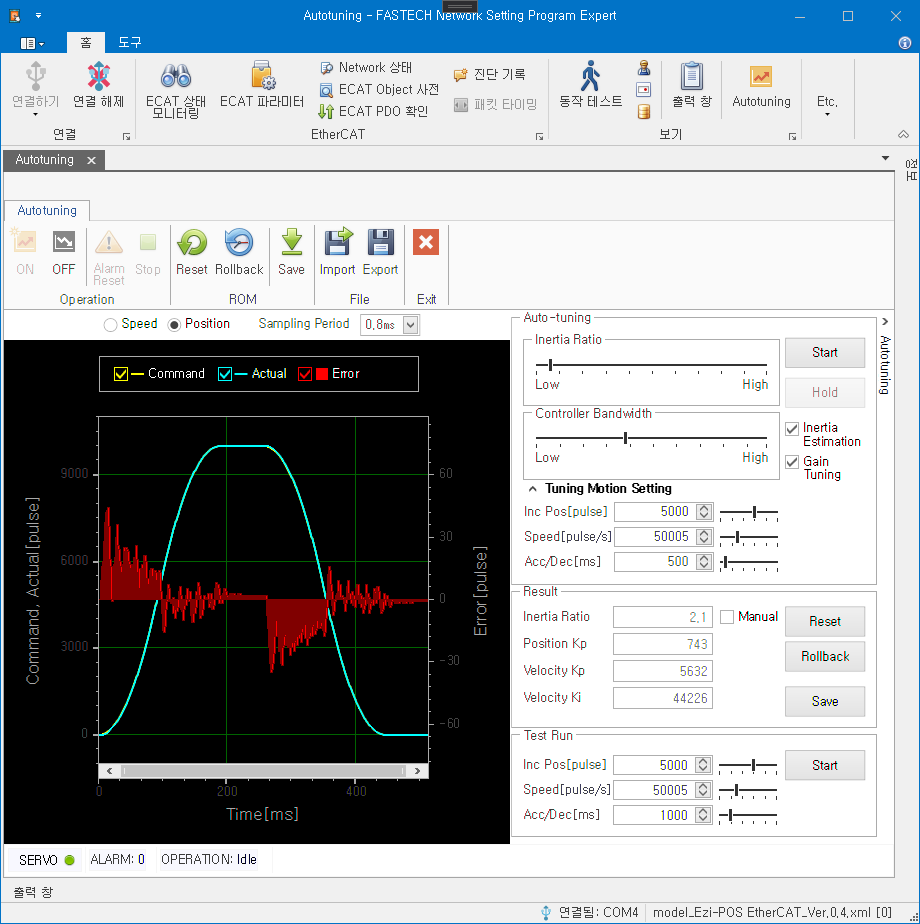 Autotuning - FASTECH Network Setting Program Expert
홈 도구
연결하기 연결 해제
연결
ECAT 상태 모니터링
ECAT 파라미터
Network 상태
ECAT Object 사전
ECAT PDO 확인
진단 기록
패킷 타이밍
EtherCAT
동작 테스트
출력 창
Autotuning
보기
Etc.
Autotuning
정보
Autotuning
ON OFF Alarm Reset Stop
Operation
Reset Rollback Save
ROM
Import Export
File
Exit
Speed Position Sampling Period 0.8ms
Command Actual Error
Command, Actual[pulse]
9000
6000
3000
0
Error[pulse]
60
30
0
-30
-60
0 200 400
Time[ms]
Auto-tuning
Inertia Ratio
Low High
Controller Bandwidth
Low High
Start
Hold
Inertia Estimation
Gain Tuning
Autotuning
Tuning Motion Setting
Inc Pos[pulse] 5000
Speed[pulse/s] 50005
Acc/Dec[ms] 500
Result
Inertia Ratio 2.1 Manual
Position Kp 743
Velocity Kp 5632
Velocity Ki 44226
Reset
Rollback
Save
Test Run
Inc Pos[pulse] 5000
Speed[pulse/s] 50005
Acc/Dec[ms] 1000
Start
SERVO ALARM: 0 OPERATION: Idle
출력 창
연결됨: COM4 model_Ezi-POS EtherCAT_Ver.0.4.xml [0]